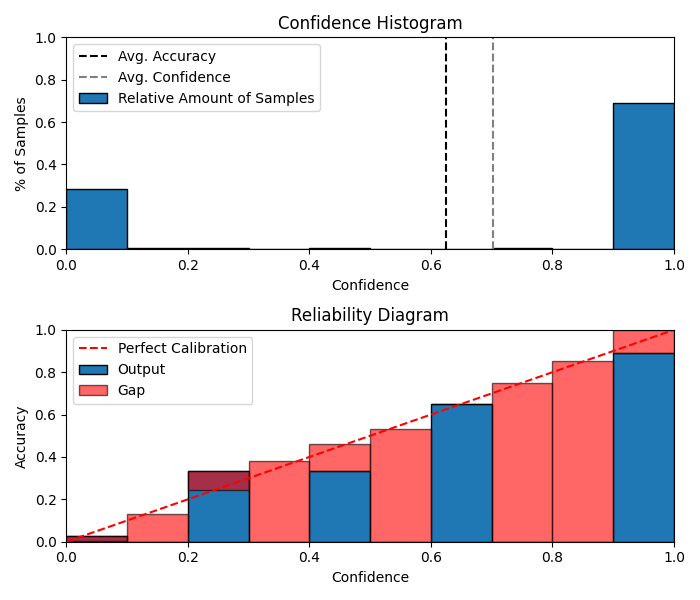 Confidence Histogram
1.0
0.8
0.6
0.4
0.2
0.0
% of Samples
Avg. Accuracy
Avg. Confidence
Relative Amount of Samples
0.0 0.2 0.4 0.6 0.8 1.0
Confidence
Reliability Diagram
1.0
0.8
0.6
0.4
0.2
0.0
Accuracy
Perfect Calibration
Output
Gap
0.0 0.2 0.4 0.6 0.8 1.0
Confidence